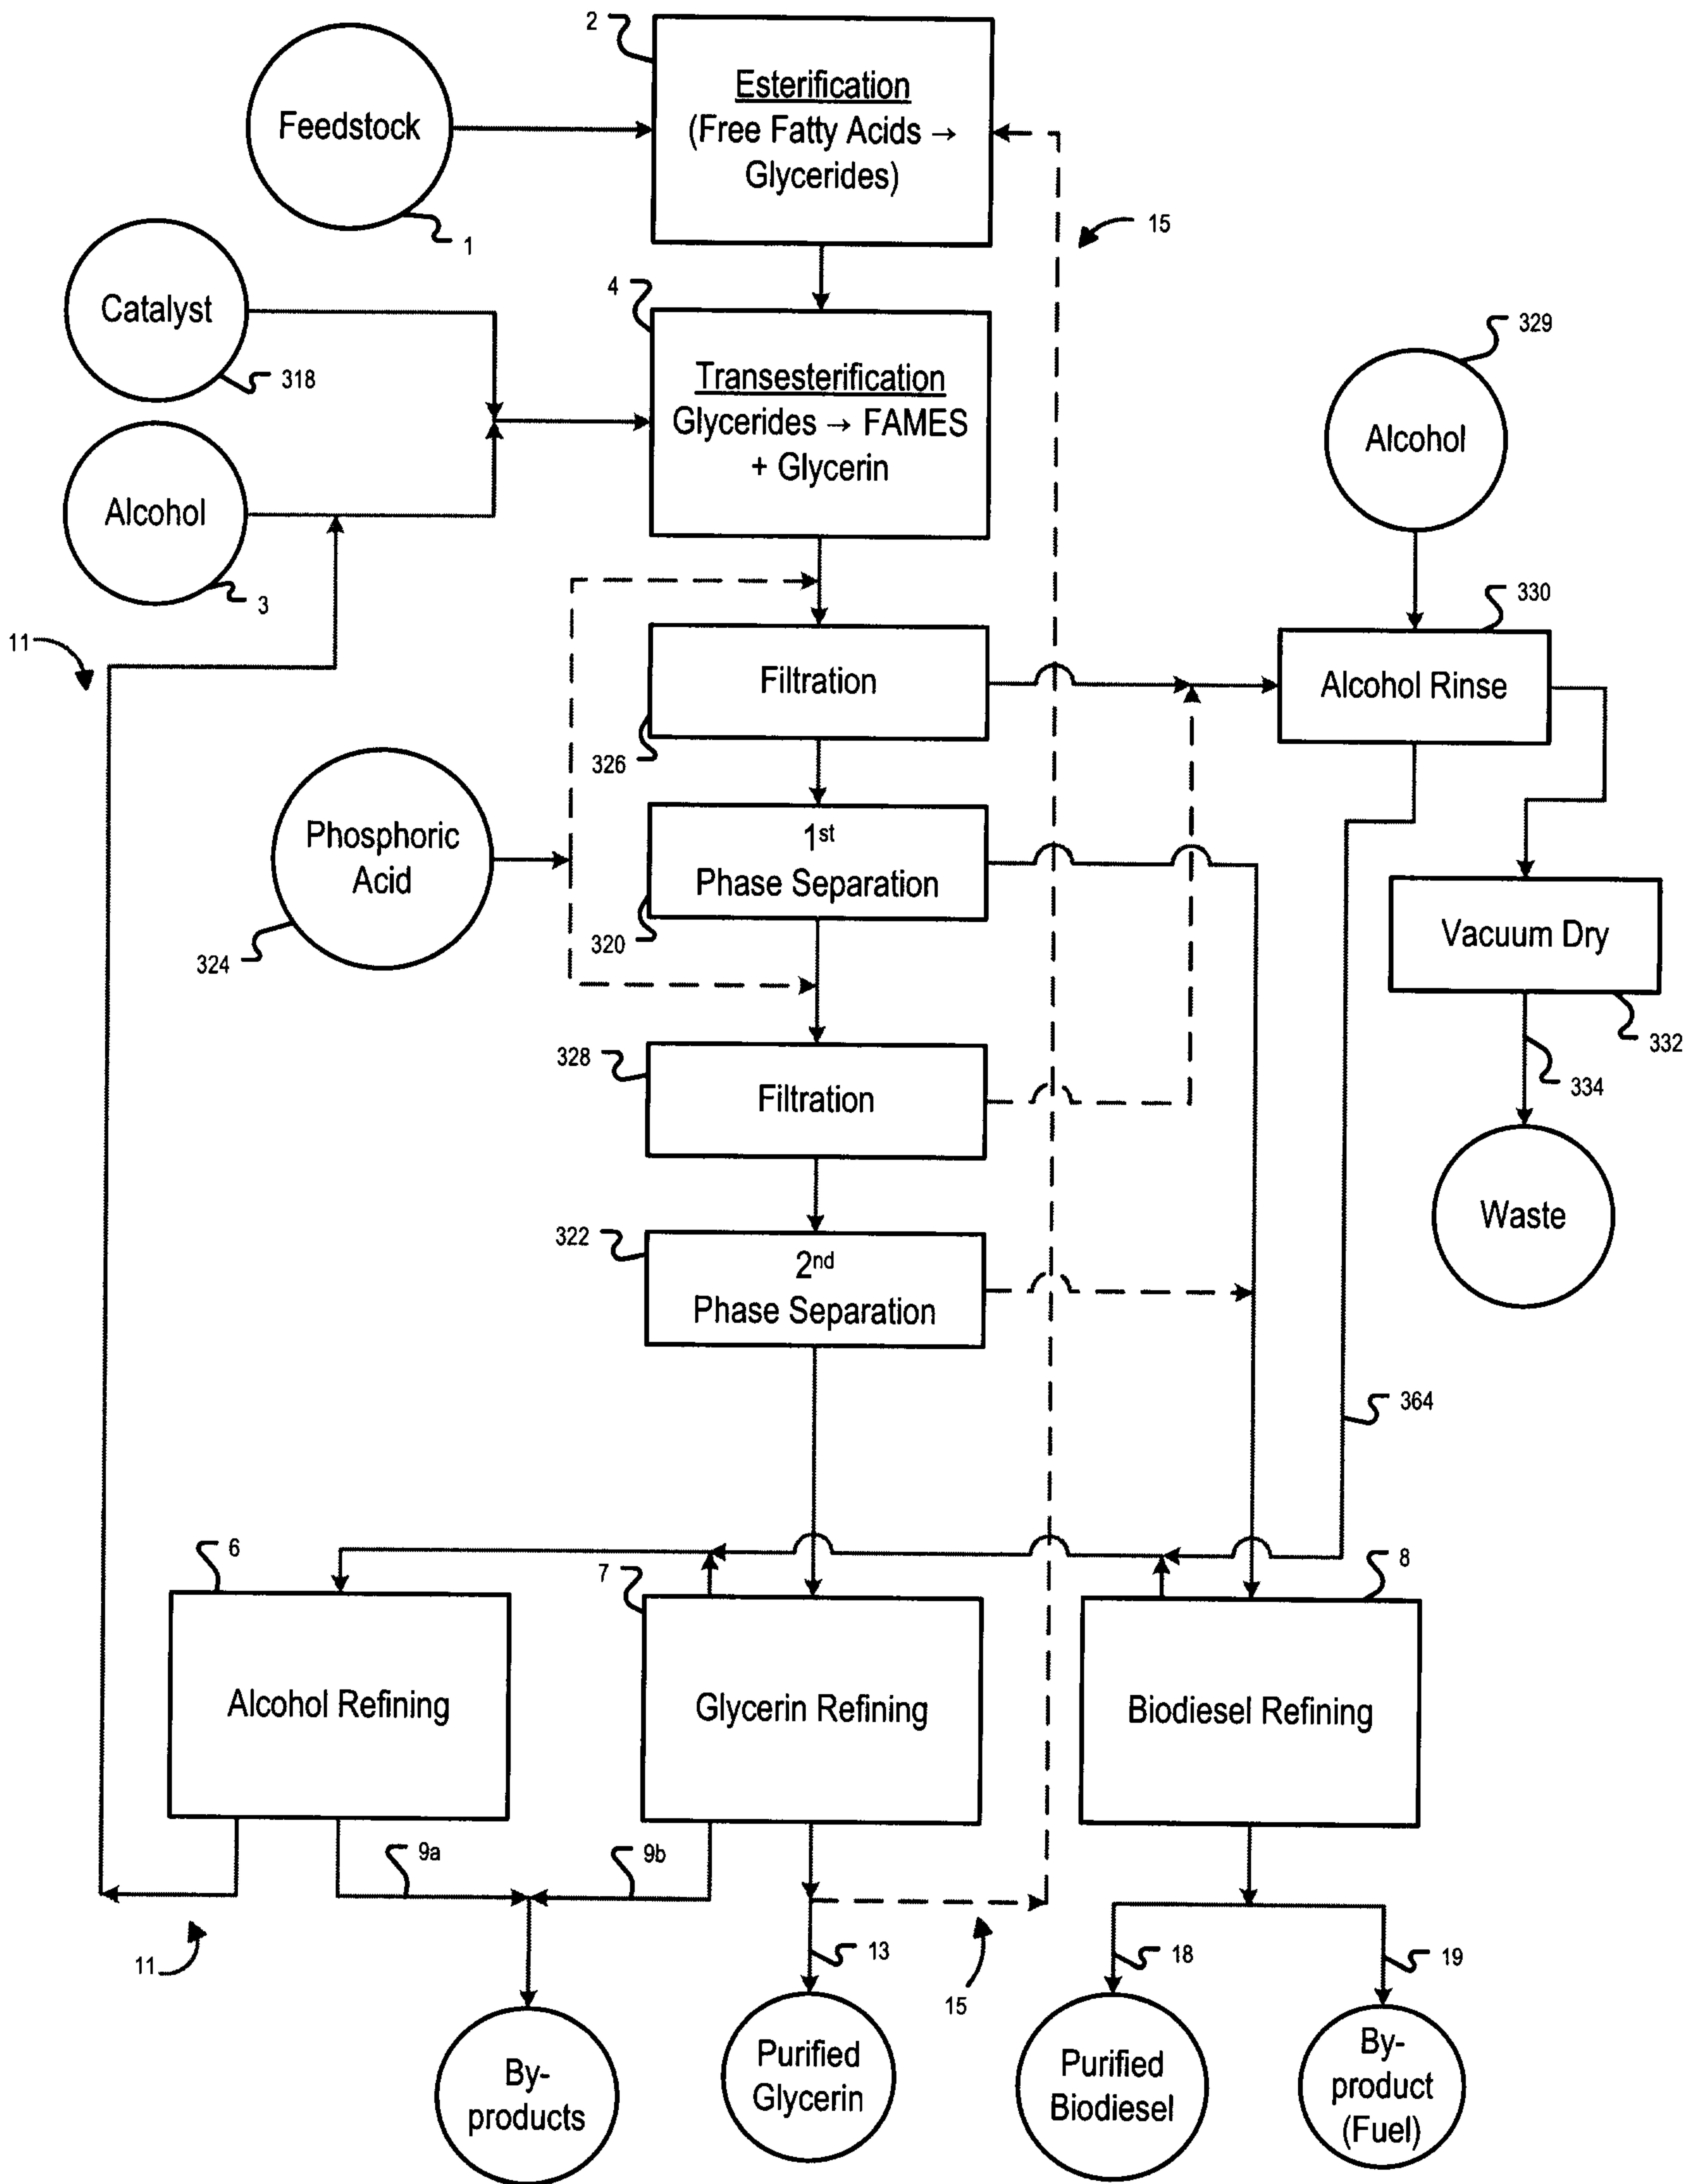 2
Esterification
(Free Fatty Acids →
Glycerides)
Feedstock
1
15
Catalyst
318
4
Transesterification
Glycerides → FAMES
+ Glycerin
329
Alcohol
Alcohol
3
11
330
Filtration
326
Alcohol Rinse
Phosphoric
Acid
324
1st
Phase Separation
320
Vacuum Dry
332
334
328
Filtration
Waste
322
2nd
Phase Separation
364
6
7
8
Alcohol Refining
Glycerin Refining
Biodiesel Refining
9a
9b
11
13
15
18
19
By-
products
Purified
Glycerin
Purified
Biodiesel
By-
product
(Fuel)